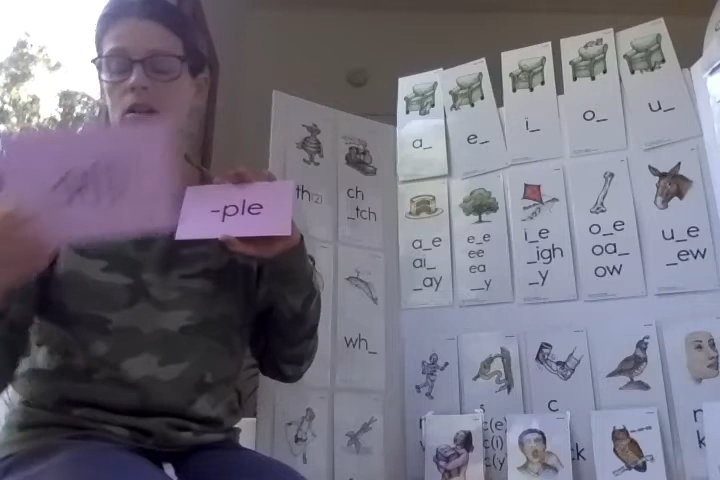 -ple
th(2)
ch
_tch
wh_
a_
e_
i_
o_
u_
a_e
ai_
_ay
e_e
ee
ea
_y
i_e
_igh
_y
o_e
oa_
ow
u_e
_ew
c